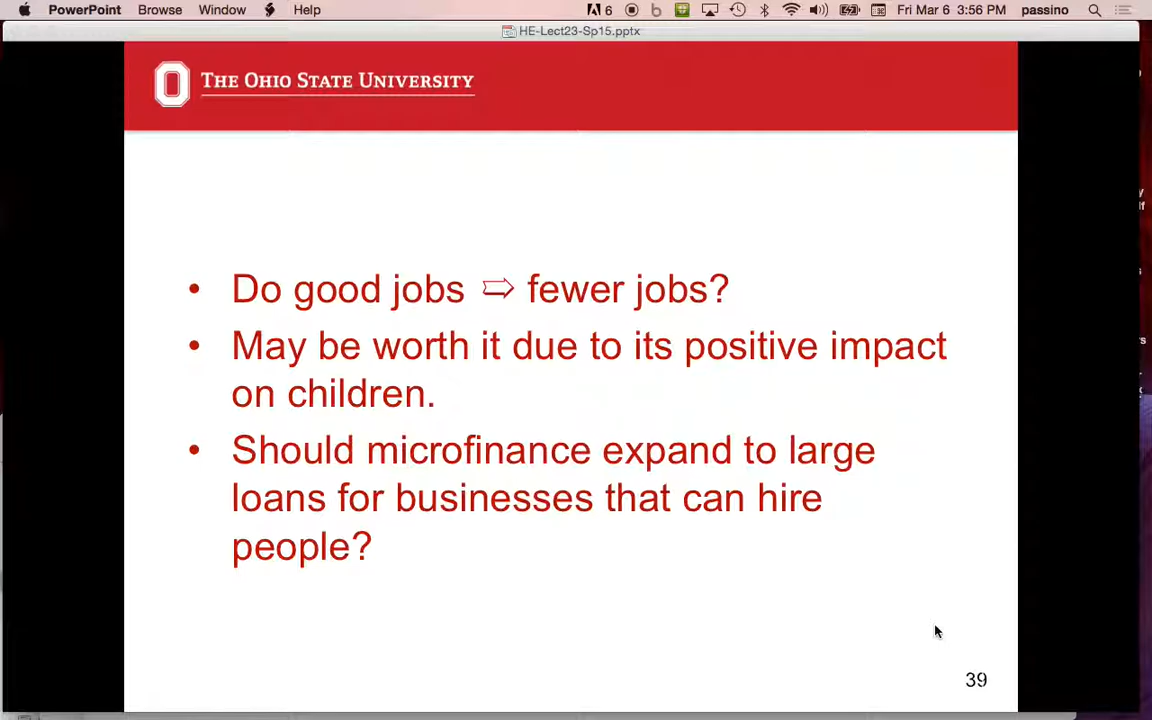 PowerPoint Browse Window Help 6 Fri Mar 6 3:56 PM passino
HE-Lect23-Sp15.pptx
THE OHIO STATE UNIVERSITY
• Do good jobs ⇨ fewer jobs?
• May be worth it due to its positive impact
on children.
• Should microfinance expand to large
loans for businesses that can hire
people?
39